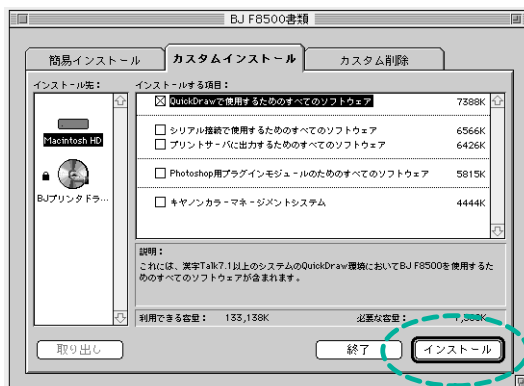 BJ F8500書類
簡易インストール
カスタムインストール
カスタム削除
インストール先：
インストールする項目：
QuickDrawで使用するためのすべてのソフトウェア 7388K
シリアル接続で使用するためのすべてのソフトウェア 6566K
プリントサーバに出力するためのすべてのソフトウェア 6426K
Photoshop用プラグインモジュールのためのすべてのソフトウェア 5815K
キヤノンカラーマネージメントシステム 4444K
Macintosh HD
BJプリンタドラ…
説明：
これには、漢字Talk7.1以上のシステムのQuickDraw環境においてBJ F8500を使用するた
めのすべてのソフトウェアが含まれます。
利用できる容量： 133,138K 必要な容量：
取り出し
終了
インストール